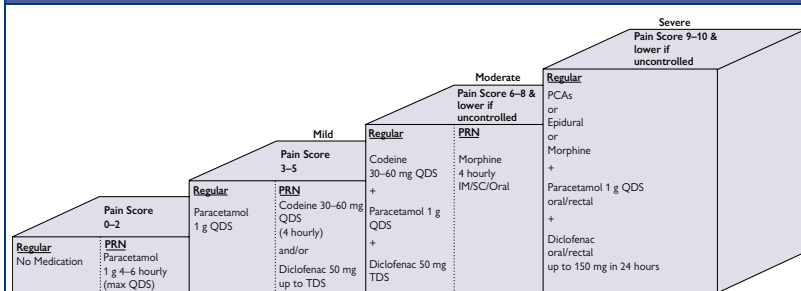 Pain Score
0–2
Regular
No Medication
PRN
Paracetamol
1 g 4–6 hourly
(max QDS)
Mild
Pain Score
3–5
Regular
Paracetamol
1 g QDS
PRN
Codeine 30–60 mg
QDS
(4 hourly)
and/or
Diclofenac 50 mg
up to TDS
Moderate
Pain Score 6–8 &
lower if
uncontrolled
Regular
Codeine
30–60 mg QDS
+
Paracetamol 1 g
QDS
+
Diclofenac 50 mg
TDS
PRN
Morphine
4 hourly
IM/SC/Oral
Severe
Pain Score 9–10 &
lower if
uncontrolled
Regular
PCAs
or
Epidural
or
Morphine
+
Paracetamol 1 g QDS
oral/rectal
+
Diclofenac
oral/rectal
up to 150 mg in 24 hours